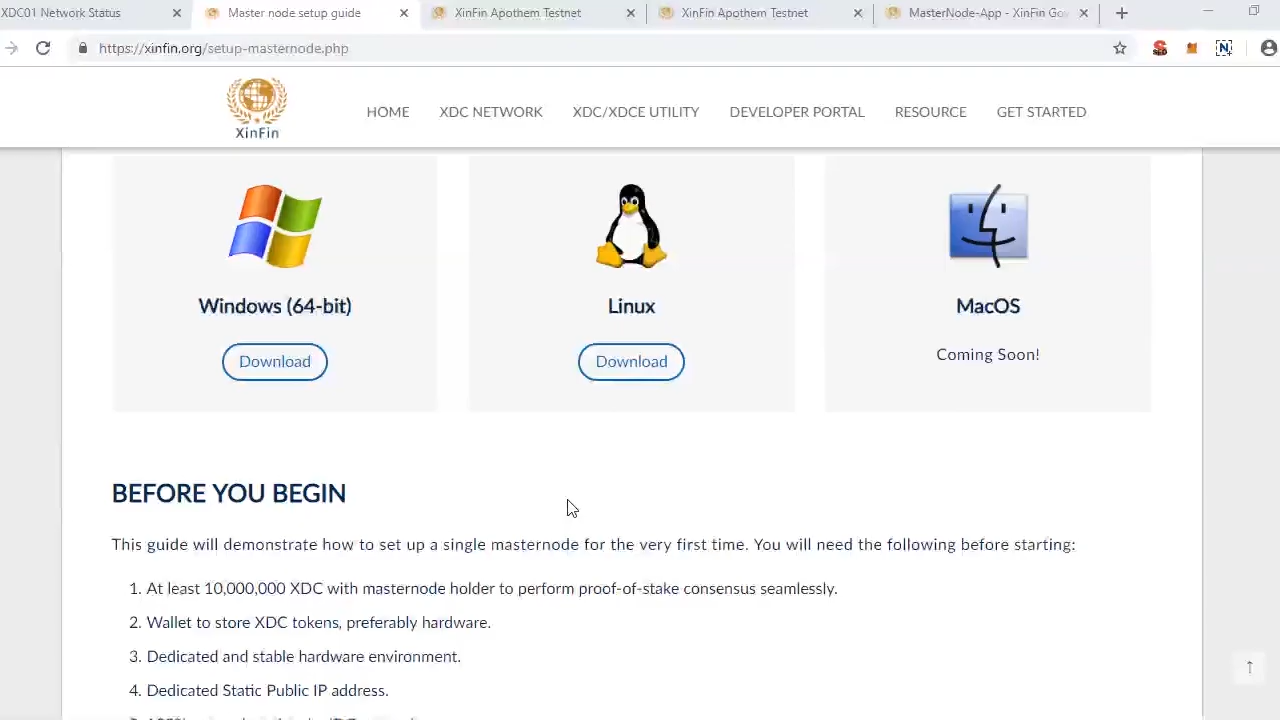 XDC01 Network Status
Master node setup guide
XinFin Apothem Testnet
XinFin Apothem Testnet
MasterNode-App - XinFin Gov
https://xinfin.org/setup-masternode.php
XinFin
HOME
XDC NETWORK
XDC/XDCE UTILITY
DEVELOPER PORTAL
RESOURCE
GET STARTED
Windows (64-bit)
Linux
MacOS
Download
Download
Coming Soon!
BEFORE YOU BEGIN
This guide will demonstrate how to set up a single masternode for the very first time. You will need the following before starting:
1. At least 10,000,000 XDC with masternode holder to perform proof-of-stake consensus seamlessly.
2. Wallet to store XDC tokens, preferably hardware.
3. Dedicated and stable hardware environment.
4. Dedicated Static Public IP address.